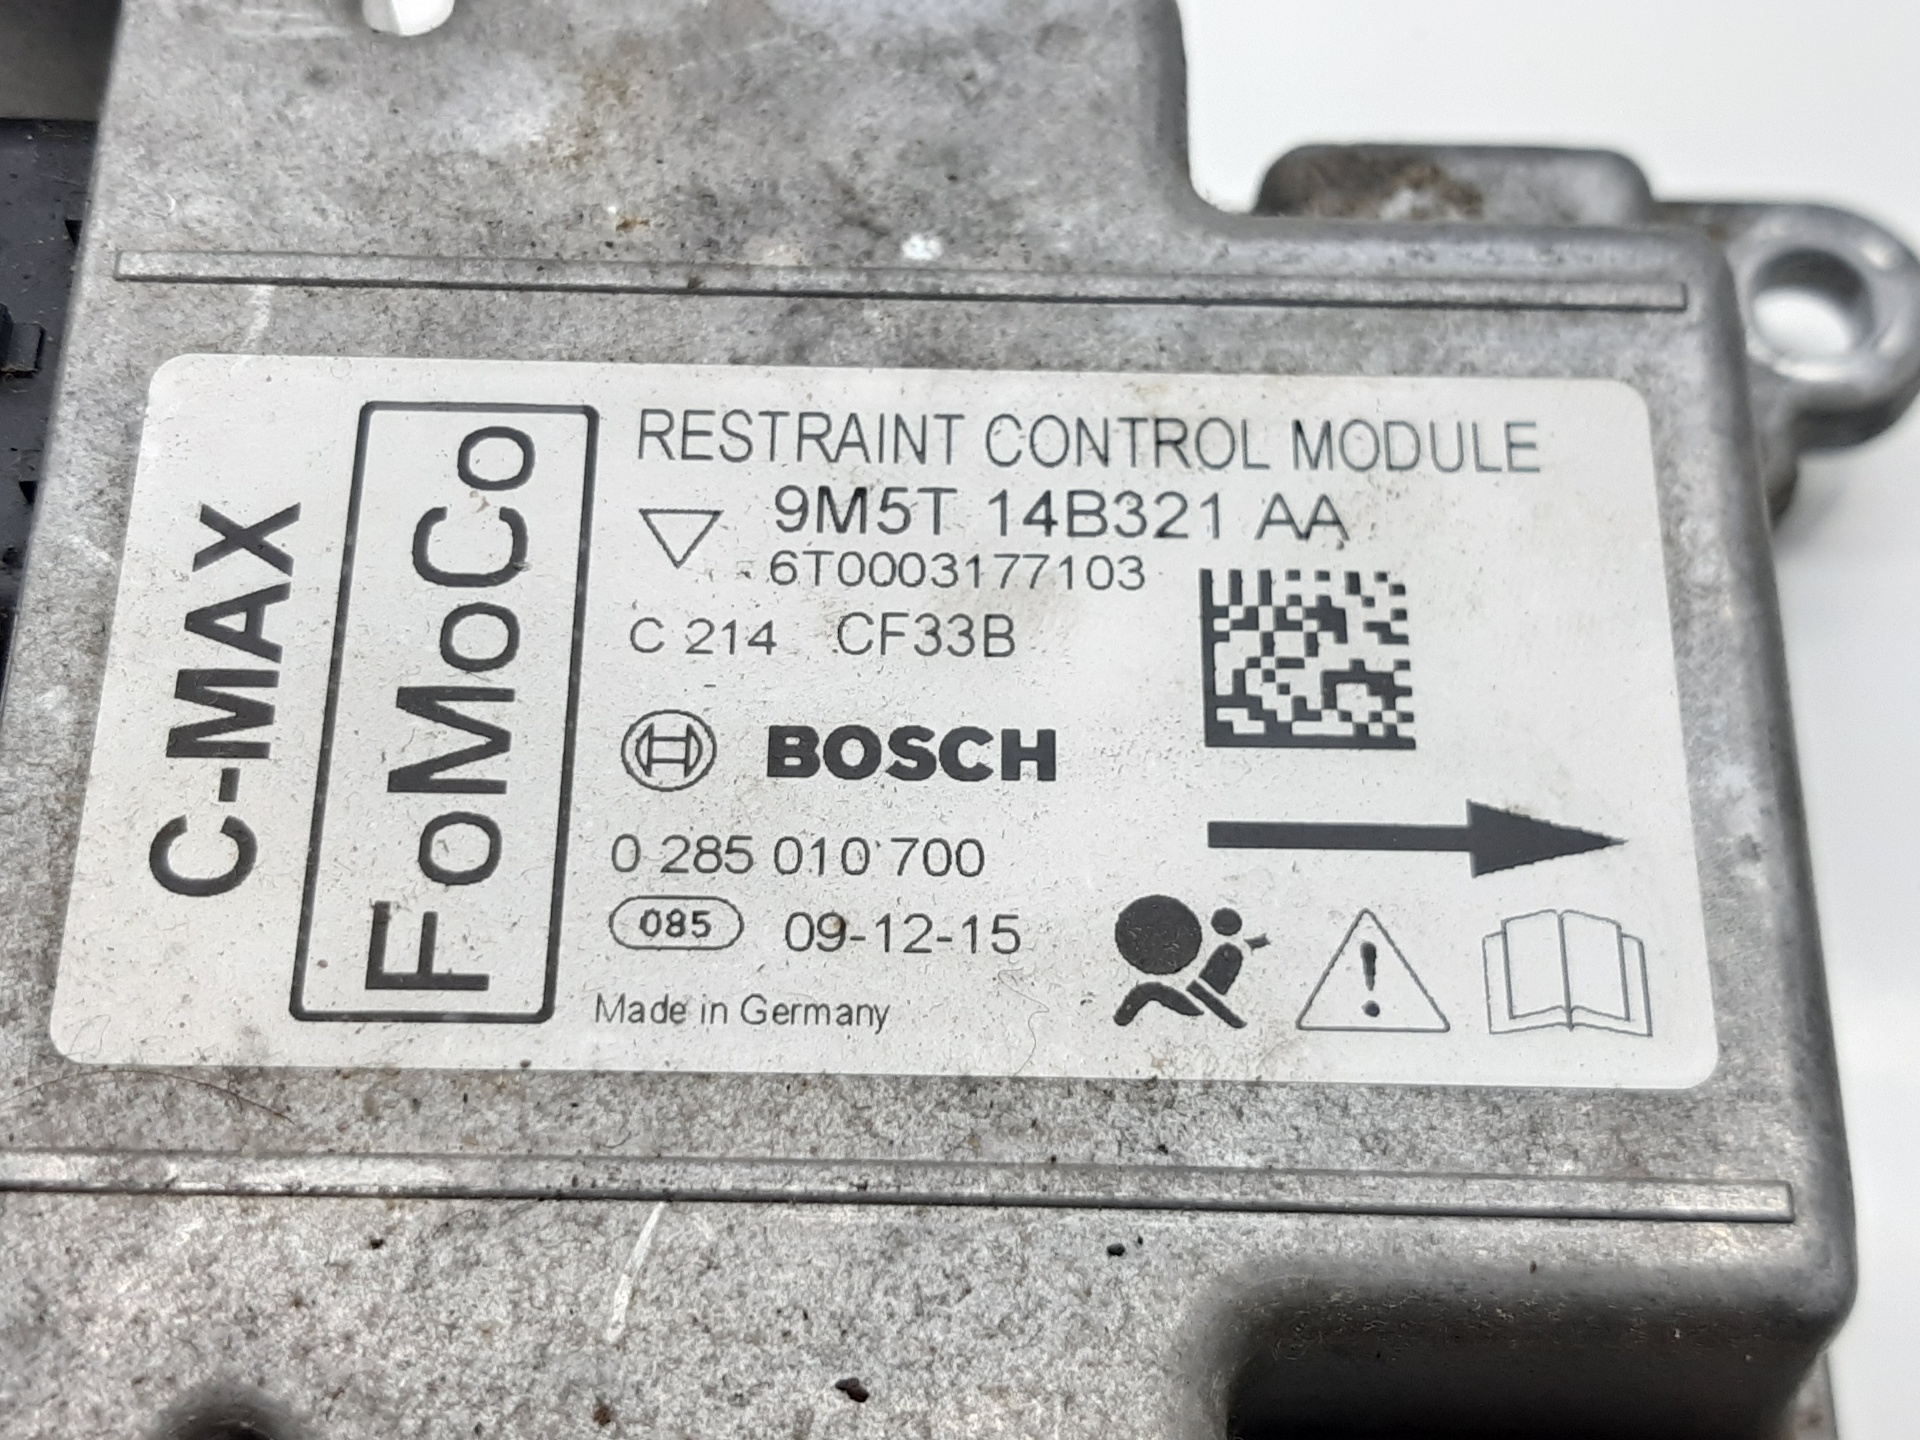 C-MAX
FoMoCo
RESTRAINT CONTROL MODULE
9M5T 14B321 AA
6T0003177103
C 214 CF33B
BOSCH
0 285 010 700
085 09-12-15
Made in Germany